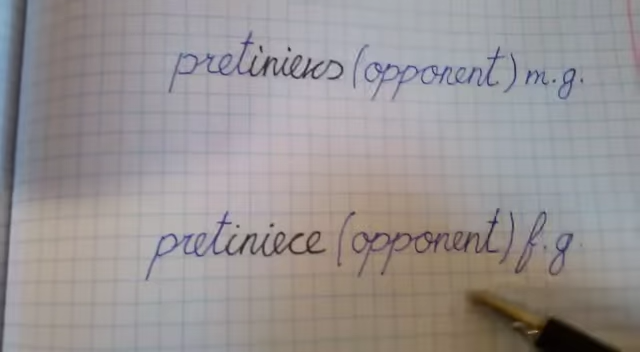 pretinieks (opponent) m.g.
pretiniece (opponent) f.g.